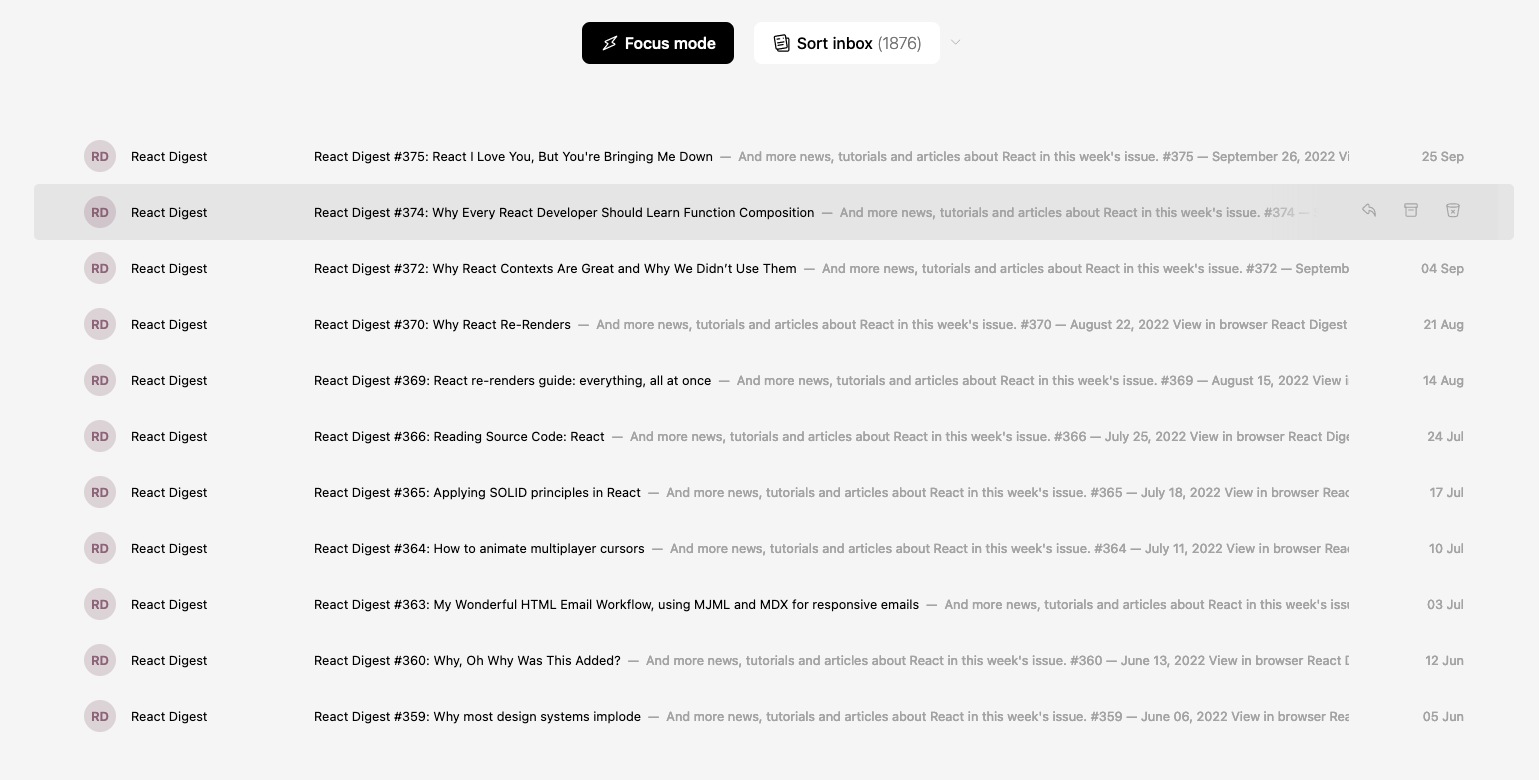 Focus mode Sort inbox (1876)
RD React Digest React Digest #375: React I Love You, But You're Bringing Me Down — And more news, tutorials and articles about React in this week's issue. #375 — September 26, 2022 Vi 25 Sep
RD React Digest React Digest #374: Why Every React Developer Should Learn Function Composition — And more news, tutorials and articles about React in this week's issue. #374 —
RD React Digest React Digest #372: Why React Contexts Are Great and Why We Didn’t Use Them — And more news, tutorials and articles about React in this week's issue. #372 — Septemb 04 Sep
RD React Digest React Digest #370: Why React Re-Renders — And more news, tutorials and articles about React in this week's issue. #370 — August 22, 2022 View in browser React Digest 21 Aug
RD React Digest React Digest #369: React re-renders guide: everything, all at once — And more news, tutorials and articles about React in this week's issue. #369 — August 15, 2022 View i 14 Aug
RD React Digest React Digest #366: Reading Source Code: React — And more news, tutorials and articles about React in this week's issue. #366 — July 25, 2022 View in browser React Dige 24 Jul
RD React Digest React Digest #365: Applying SOLID principles in React — And more news, tutorials and articles about React in this week's issue. #365 — July 18, 2022 View in browser Reac 17 Jul
RD React Digest React Digest #364: How to animate multiplayer cursors — And more news, tutorials and articles about React in this week's issue. #364 — July 11, 2022 View in browser Reac 10 Jul
RD React Digest React Digest #363: My Wonderful HTML Email Workflow, using MJML and MDX for responsive emails — And more news, tutorials and articles about React in this week's issu 03 Jul
RD React Digest React Digest #360: Why, Oh Why Was This Added? — And more news, tutorials and articles about React in this week's issue. #360 — June 13, 2022 View in browser React D 12 Jun
RD React Digest React Digest #359: Why most design systems implode — And more news, tutorials and articles about React in this week's issue. #359 — June 06, 2022 View in browser Rea 05 Jun